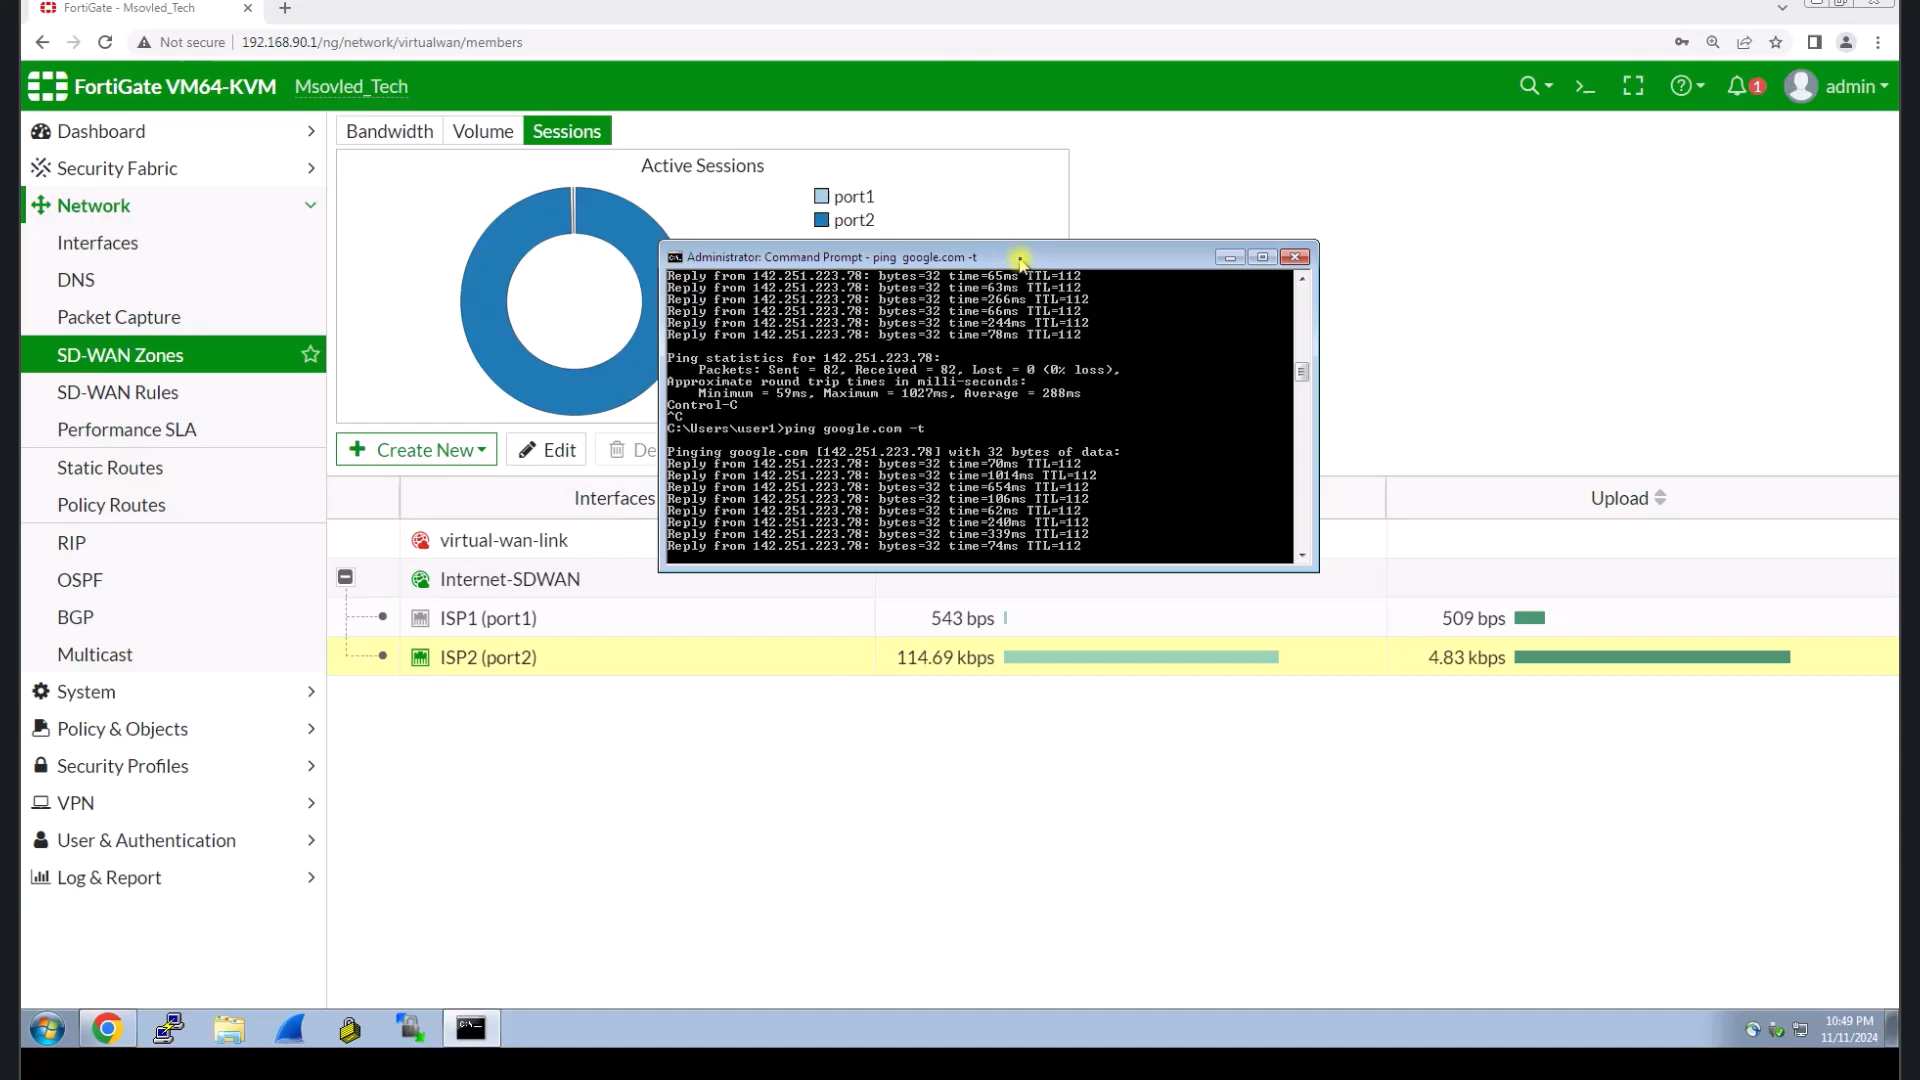 FortiGate - Msovled_Tech
Not secure 192.168.90.1/ng/network/virtualwan/members
FortiGate VM64-KVM Msovled_Tech
1 admin
Dashboard
Security Fabric
Network
Interfaces
DNS
Packet Capture
SD-WAN Zones
SD-WAN Rules
Performance SLA
Static Routes
Policy Routes
RIP
OSPF
BGP
Multicast
System
Policy & Objects
Security Profiles
VPN
User & Authentication
Log & Report
Bandwidth Volume Sessions
Active Sessions
port1
port2
Administrator: Command Prompt - ping google.com -t
Reply from 142.251.223.78: bytes=32 time=65ms TTL=112
Reply from 142.251.223.78: bytes=32 time=63ms TTL=112
Reply from 142.251.223.78: bytes=32 time=266ms TTL=112
Reply from 142.251.223.78: bytes=32 time=66ms TTL=112
Reply from 142.251.223.78: bytes=32 time=244ms TTL=112
Reply from 142.251.223.78: bytes=32 time=78ms TTL=112
Ping statistics for 142.251.223.78:
Packets: Sent = 82, Received = 82, Lost = 0 (0% loss),
Approximate round trip times in milli-seconds:
Minimum = 59ms, Maximum = 1027ms, Average = 288ms
Control-C
^C
C:\Users\user1>ping google.com -t
Pinging google.com [142.251.223.78] with 32 bytes of data:
Reply from 142.251.223.78: bytes=32 time=70ms TTL=112
Reply from 142.251.223.78: bytes=32 time=1014ms TTL=112
Reply from 142.251.223.78: bytes=32 time=654ms TTL=112
Reply from 142.251.223.78: bytes=32 time=106ms TTL=112
Reply from 142.251.223.78: bytes=32 time=62ms TTL=112
Reply from 142.251.223.78: bytes=32 time=240ms TTL=112
Reply from 142.251.223.78: bytes=32 time=339ms TTL=112
Reply from 142.251.223.78: bytes=32 time=74ms TTL=112
Create New Edit De
Interfaces Upload
virtual-wan-link
Internet-SDWAN
ISP1 (port1) 543 bps 509 bps
ISP2 (port2) 114.69 kbps 4.83 kbps
10:49 PM
11/11/2024